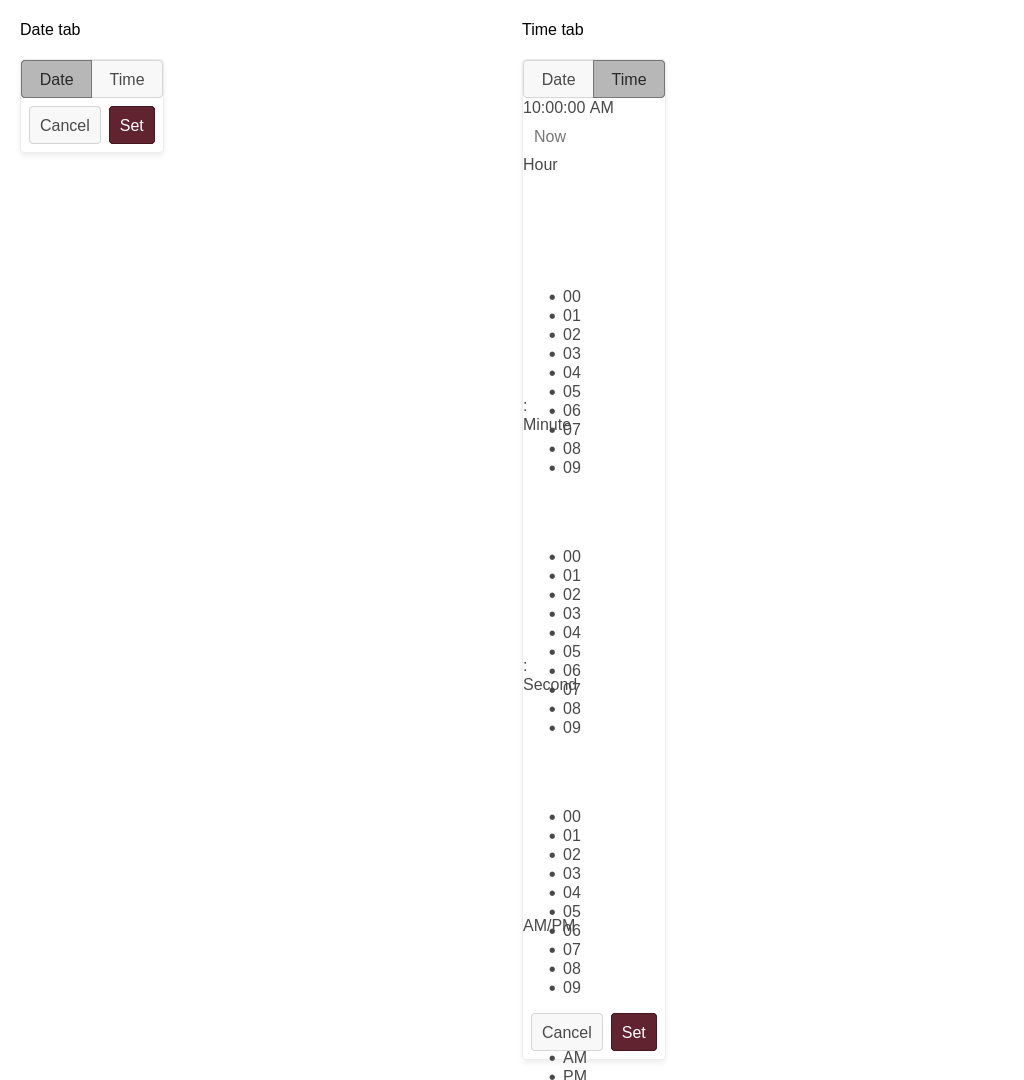 Date tab
Date Time
Cancel Set
Time tab
Date Time
10:00:00 AM
Now
Hour
00
01
02
03
04
05
:
06
Minute
07
08
09
00
01
02
03
04
05
:
06
Second
07
08
09
00
01
02
03
04
05
AM/PM
06
07
08
09
Cancel Set
AM
PM